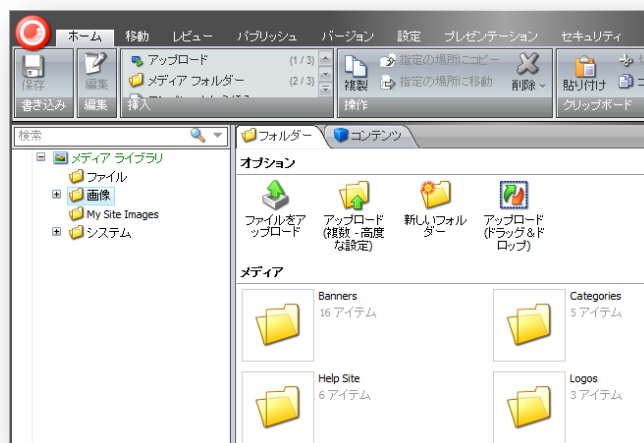 ホーム 移動 レビュー パブリッシュ バージョン 設定 プレゼンテーション セキュリティ
アップロード (1 / 3) 指定の場所にコピー
メディア フォルダー (2 / 3) 指定の場所に移動
保存 編集 複製 削除 貼り付け
書き込み 編集 挿入 操作 クリップボード
検索 フォルダー コンテンツ
メディア ライブラリ
ファイル
画像
My Site Images
システム
オプション
ファイルをア アップロード 新しいフォル アップロード
ップロード (複数 - 高度 ダー (ドラッグ&ド
な設定) ロップ)
メディア
Banners Categories
16 アイテム 5 アイテム
Help Site Logos
6 アイテム 3 アイテム